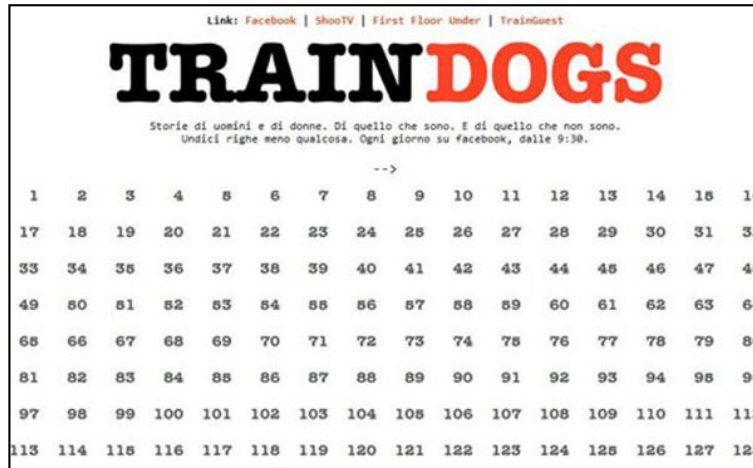 Link: Facebook | ShooTV | First Floor Under | TrainGuest
TRAINDOGS
Storie di uomini e di donne. Di quello che sono. E di quello che non sono.
Undici righe meno qualcosa. Ogni giorno su facebook, dalle 9:30.
-->
1 2 3 4 5 6 7 8 9 10 11 12 13 14 15
17 18 19 20 21 22 23 24 25 26 27 28 29 30 31
33 34 35 36 37 38 39 40 41 42 43 44 45 46 47
49 50 51 52 53 54 55 56 57 58 59 60 61 62 63
65 66 67 68 69 70 71 72 73 74 75 76 77 78 79
81 82 83 84 85 86 87 88 89 90 91 92 93 94 95
97 98 99 100 101 102 103 104 105 106 107 108 109 110 111
113 114 115 116 117 118 119 120 121 122 123 124 125 126 127